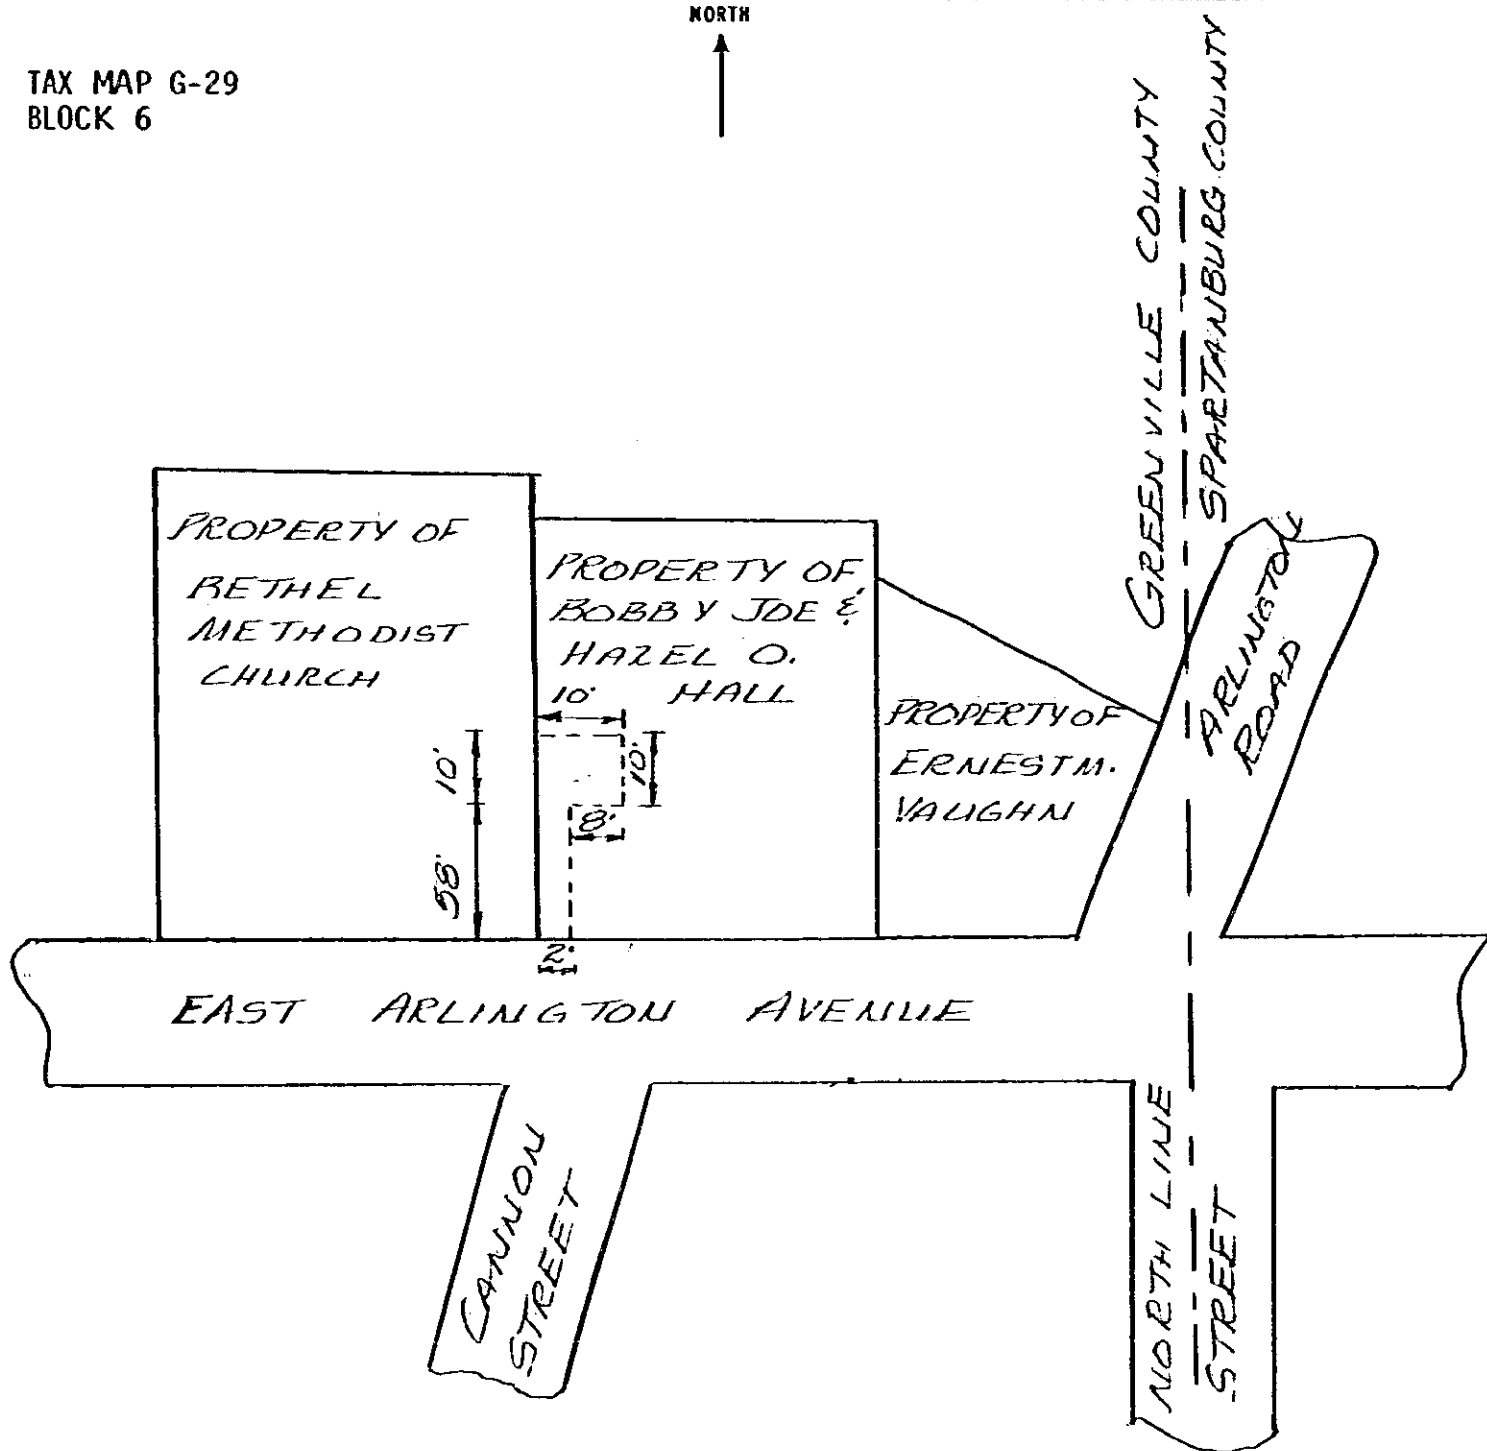 NORTH
TAX MAP G-29
BLOCK 6
GREENVILLE COUNTY
SPARTANBURG COUNTY
PROPERTY OF
BETHEL
METHODIST
CHURCH
PROPERTY OF
BOBBY JOE &
HAZEL O.
HALL
10'
10'
10'
8'
58'
2'
PROPERTY OF
ERNEST M.
VAUGHN
ARLINGTON
ROAD
EAST ARLINGTON AVENUE
CANNON
STREET
NORTH LINE
STREET